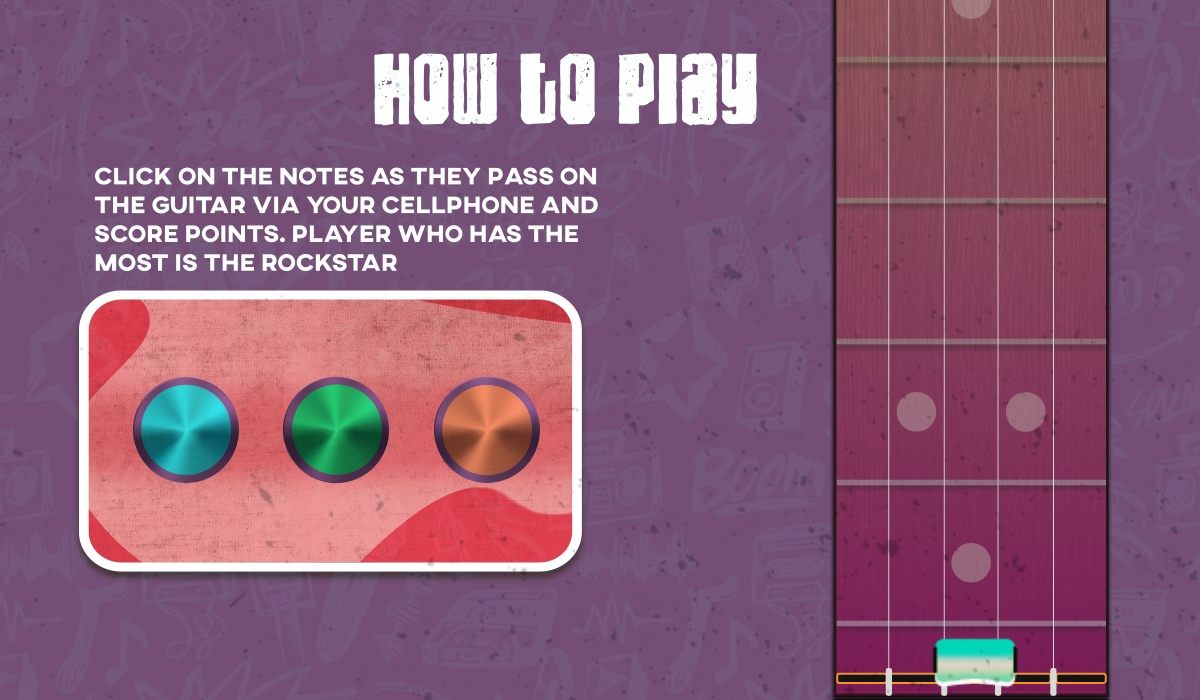 How to Play
CLICK ON THE NOTES AS THEY PASS ON
THE GUITAR VIA YOUR CELLPHONE AND
SCORE POINTS. PLAYER WHO HAS THE
MOST IS THE ROCKSTAR
BOOM